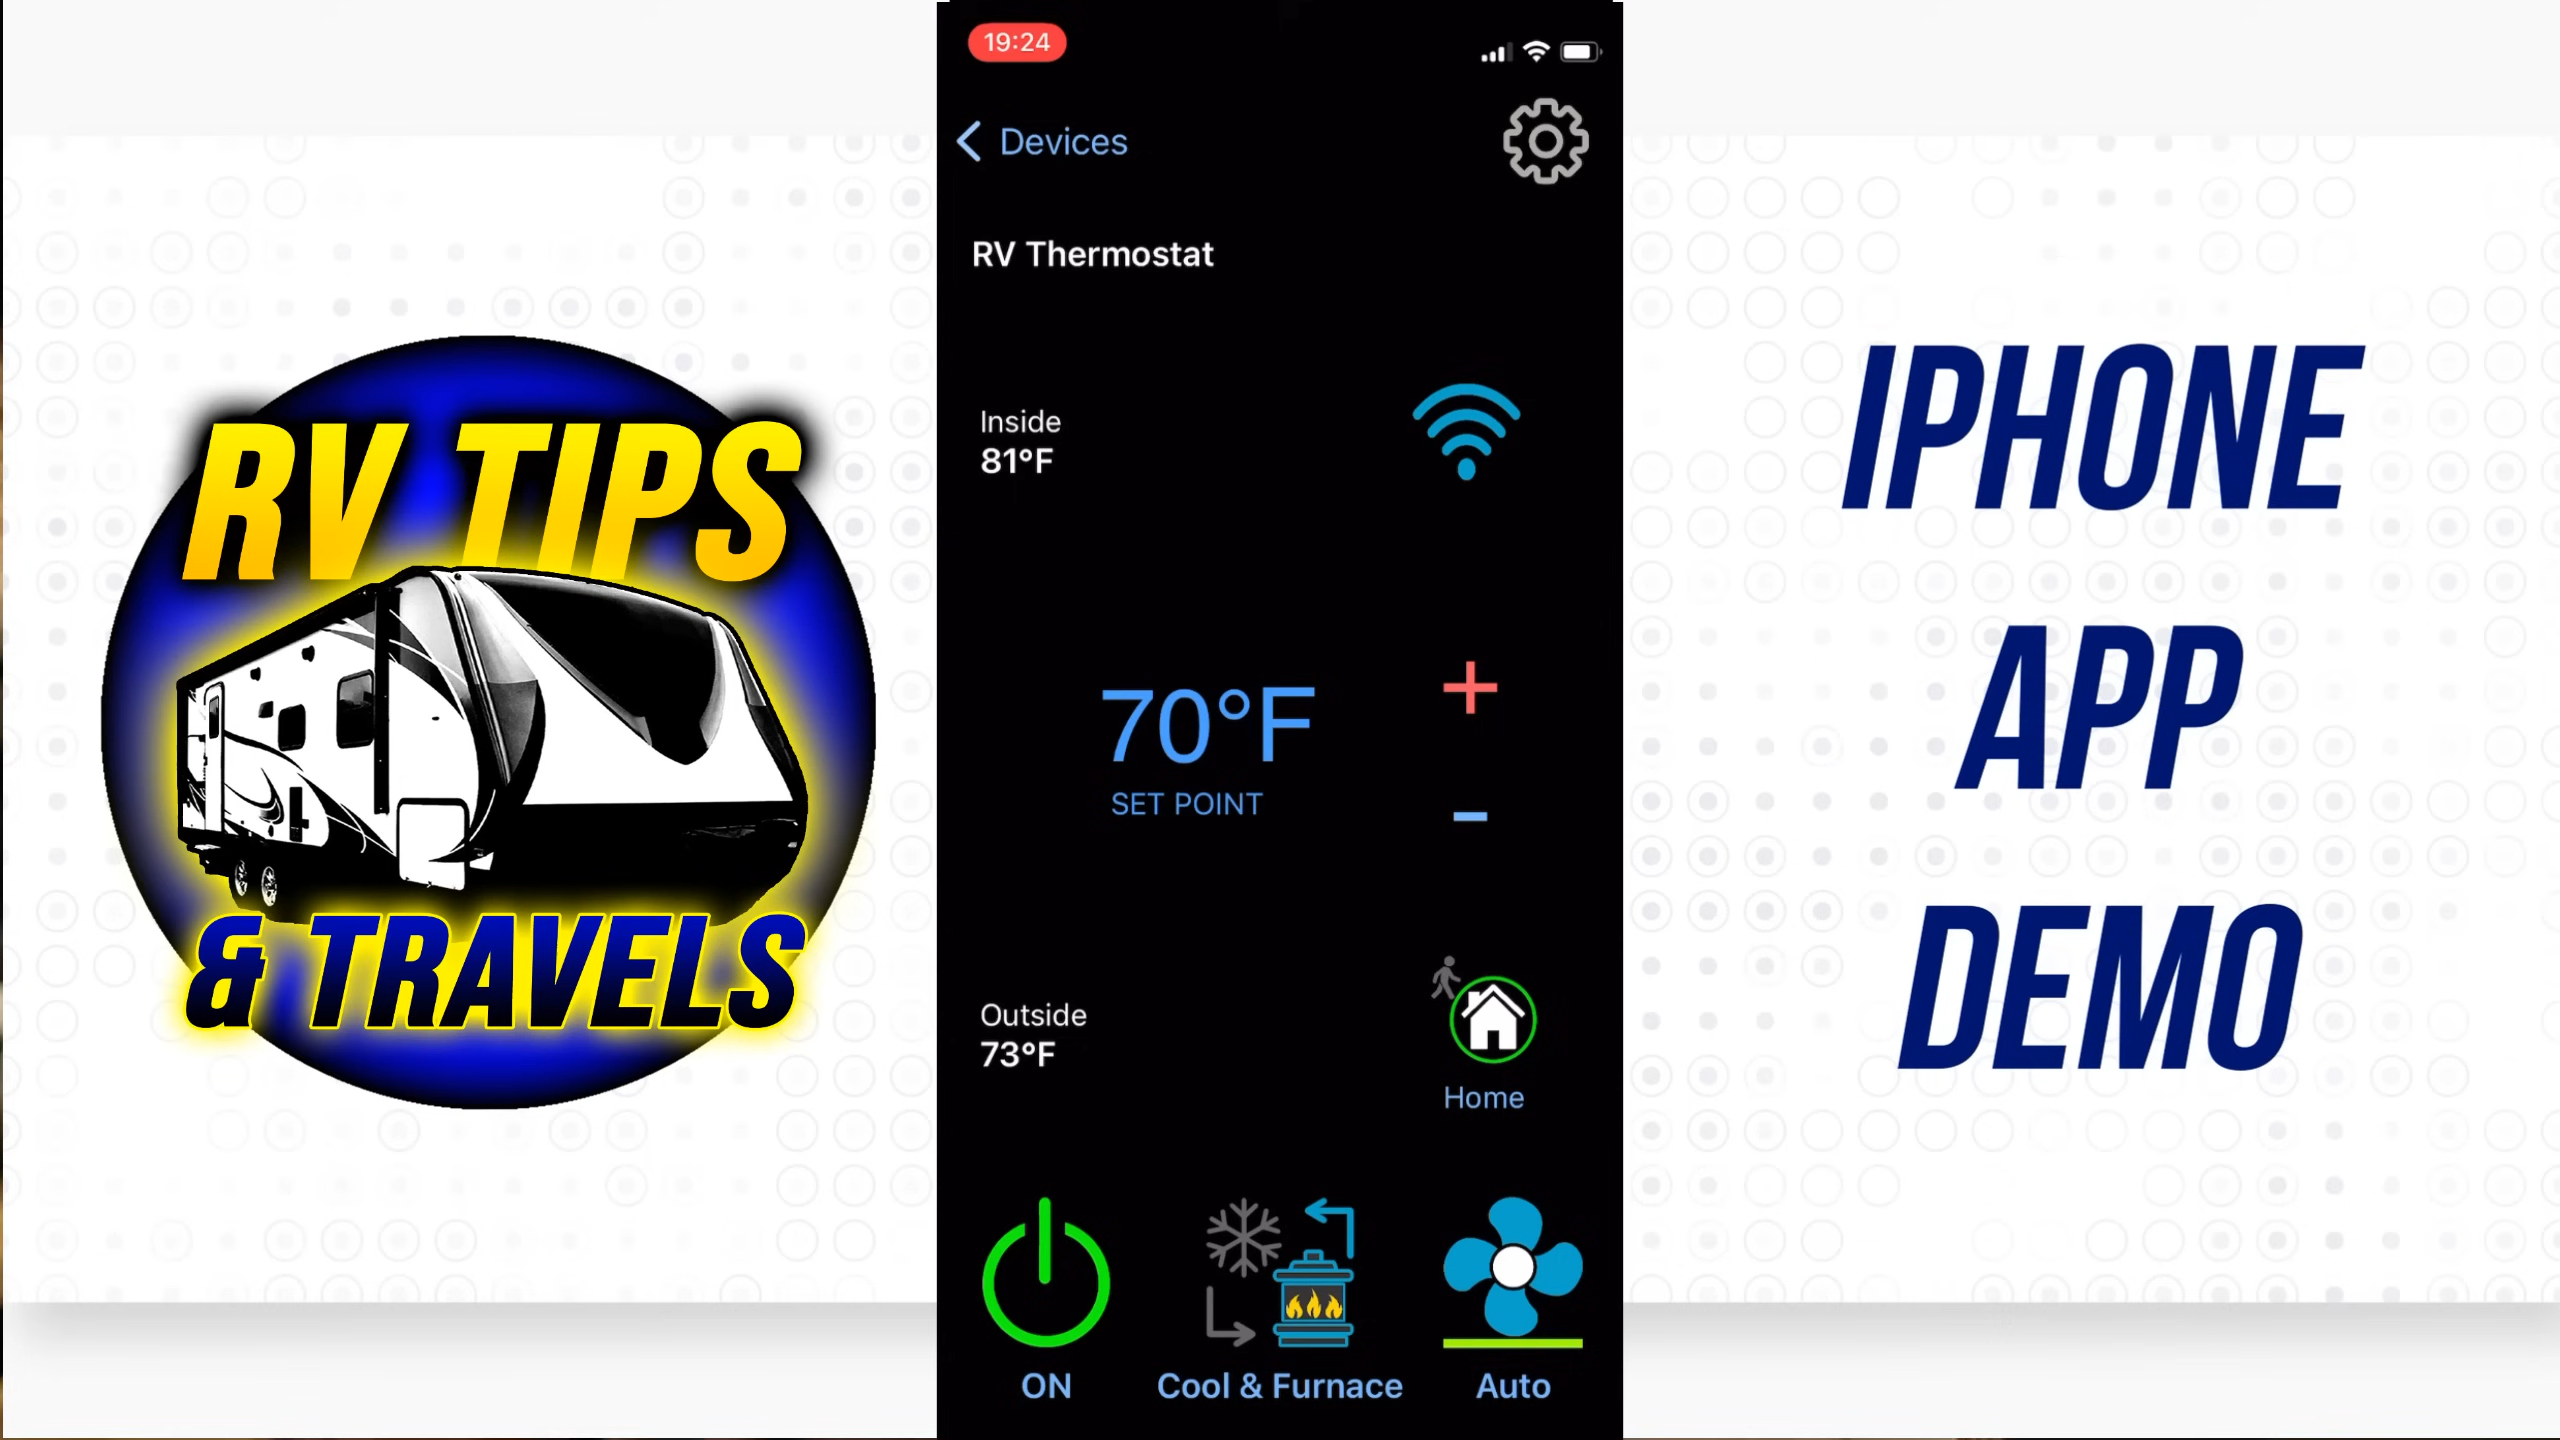 RV TIPS
& TRAVELS
19:24
Devices
RV Thermostat
Inside
81°F
70°F
SET POINT
Outside
73°F
Home
ON
Cool & Furnace
Auto
IPHONE
APP
DEMO